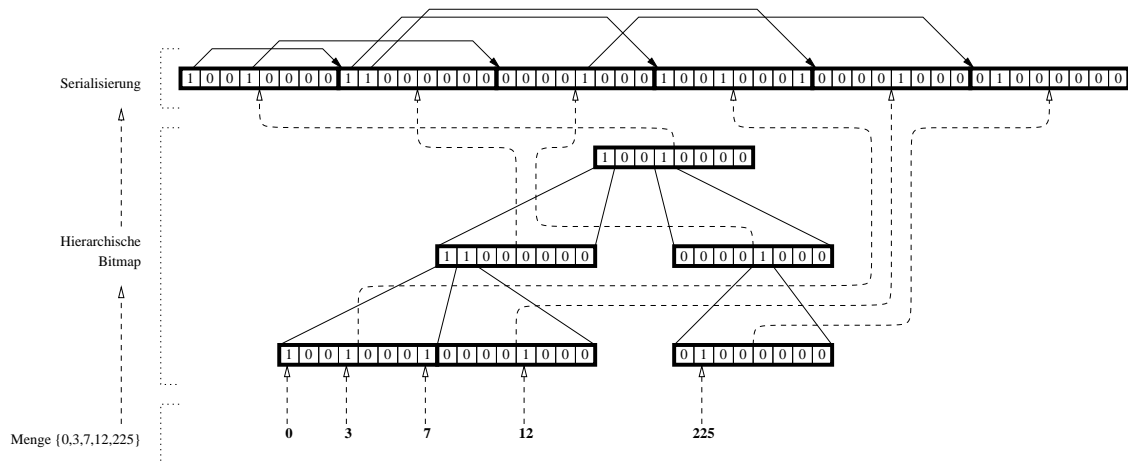 Serialisierung
1 0 0 1 0 0 0 0 1 1 0 0 0 0 0 0 0 0 0 0 1 0 0 0 1 0 0 1 0 0 0 1 0 0 0 0 1 0 0 0 0 1 0 0 0 0 0 0
1 0 0 1 0 0 0 0
Hierarchische
Bitmap
1 1 0 0 0 0 0 0
0 0 0 0 1 0 0 0
1 0 0 1 0 0 0 1 0 0 0 0 1 0 0 0
0 1 0 0 0 0 0 0
Menge {0,3,7,12,225}
0 3 7 12 225